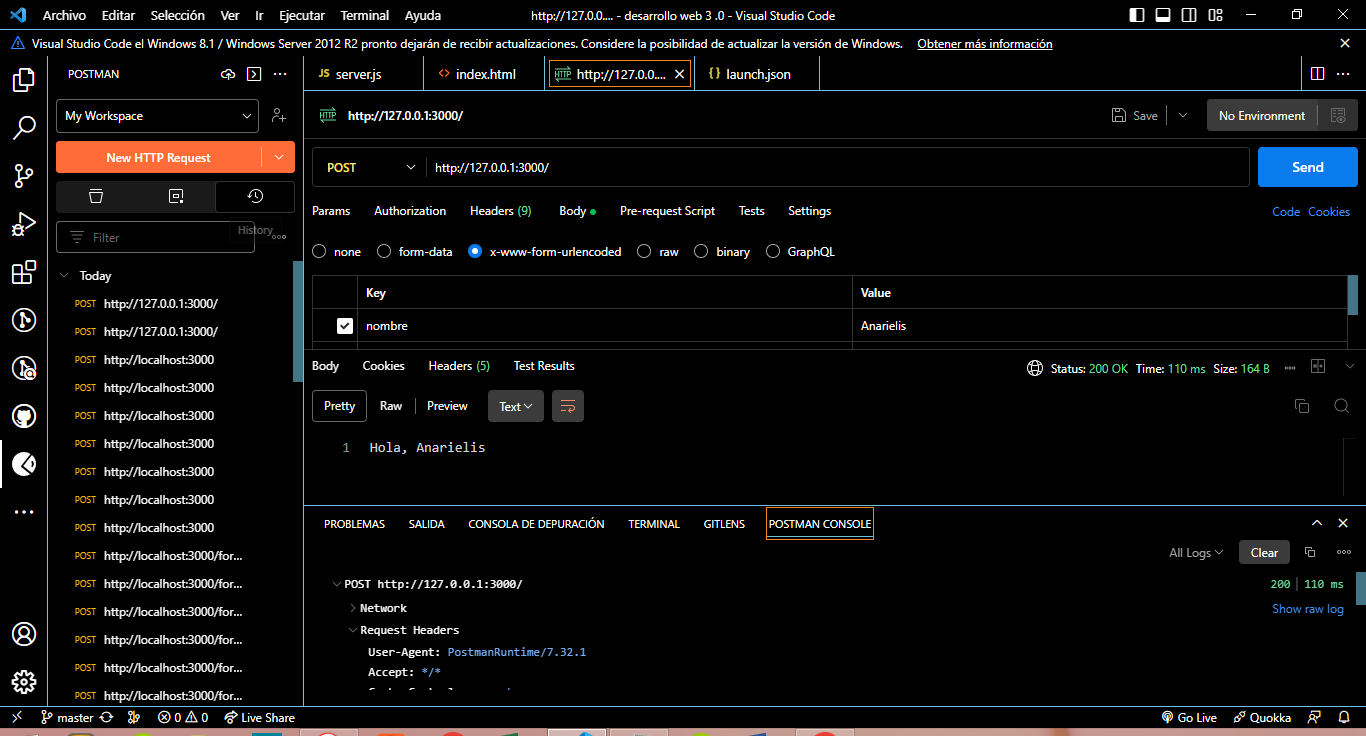 Archivo Editar Selección Ver Ir Ejecutar Terminal Ayuda http://127.0.0.... - desarrollo web 3 .0 - Visual Studio Code
Visual Studio Code el Windows 8.1 / Windows Server 2012 R2 pronto dejarán de recibir actualizaciones. Considere la posibilidad de actualizar la versión de Windows. Obtener más información
POSTMAN
JS server.js <> index.html HTTP http://127.0.0.... {} launch.json
My Workspace
HTTP http://127.0.0.1:3000/ Save No Environment
New HTTP Request
POST http://127.0.0.1:3000/ Send
Params Authorization Headers (9) Body Pre-request Script Tests Settings Code Cookies
Filter
History
none form-data x-www-form-urlencoded raw binary GraphQL
Today
Key Value
nombre Anarielis
POST http://127.0.0.1:3000/
POST http://127.0.0.1:3000/
POST http://localhost:3000
POST http://localhost:3000
POST http://localhost:3000
POST http://localhost:3000
POST http://localhost:3000
POST http://localhost:3000
POST http://localhost:3000
POST http://localhost:3000/for...
POST http://localhost:3000/for...
POST http://localhost:3000/for...
POST http://localhost:3000/for...
POST http://localhost:3000/for...
POST http://localhost:3000/for...
Body Cookies Headers (5) Test Results Status: 200 OK Time: 110 ms Size: 164 B
Pretty Raw Preview Text
1 Hola, Anarielis
PROBLEMAS SALIDA CONSOLA DE DEPURACIÓN TERMINAL GITLENS POSTMAN CONSOLE
All Logs Clear
POST http://127.0.0.1:3000/ 200 110 ms
Network Show raw log
Request Headers
User-Agent: PostmanRuntime/7.32.1
Accept: */*
master 0 0 Live Share Go Live Quokka